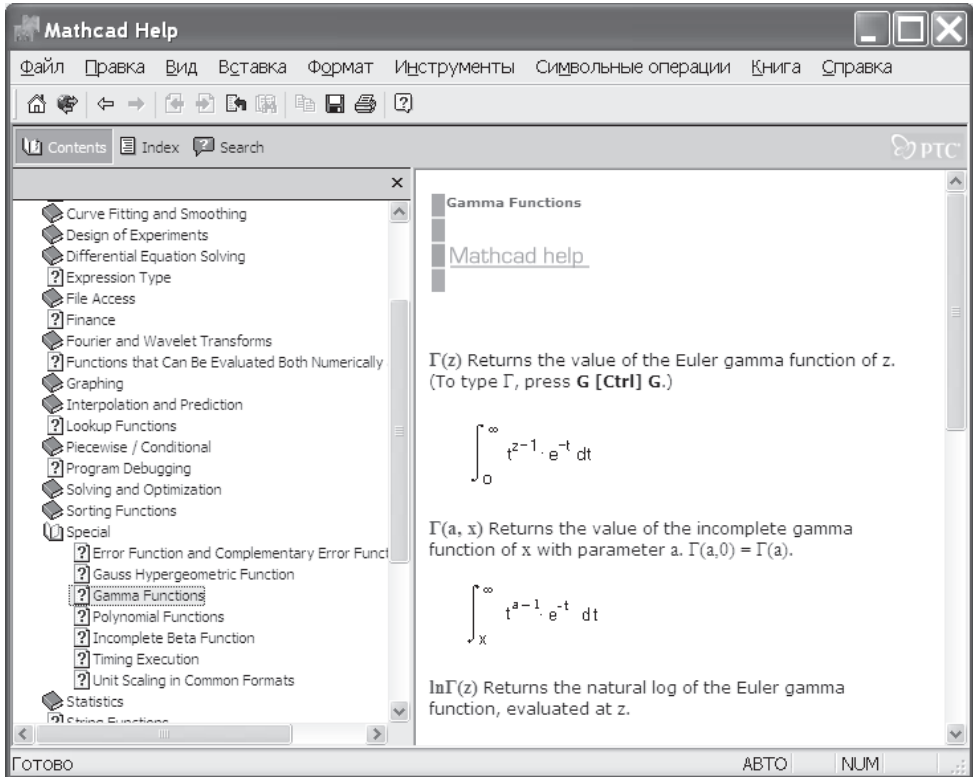 Mathcad Help
Файл Правка Вид Вставка Формат Инструменты Символьные операции Книга Справка
Contents Index Search
PTC
Curve Fitting and Smoothing
Design of Experiments
Differential Equation Solving
Expression Type
File Access
Finance
Fourier and Wavelet Transforms
Functions that Can Be Evaluated Both Numerically
Graphing
Interpolation and Prediction
Lookup Functions
Piecewise / Conditional
Program Debugging
Solving and Optimization
Sorting Functions
Special
Error Function and Complementary Error Funct
Gauss Hypergeometric Function
Gamma Functions
Polynomial Functions
Incomplete Beta Function
Timing Execution
Unit Scaling in Common Formats
Statistics
String Functions
Gamma Functions
Mathcad help
Γ(z) Returns the value of the Euler gamma function of z.
(To type Γ, press G [Ctrl] G.)
∫₀^∞ t^(z−1) · e^(−t) dt
Γ(a, x) Returns the value of the incomplete gamma
function of x with parameter a. Γ(a,0) = Γ(a).
∫ₓ^∞ t^(a−1) · e^(−t) dt
lnΓ(z) Returns the natural log of the Euler gamma
function, evaluated at z.
Готово
АВТО NUM